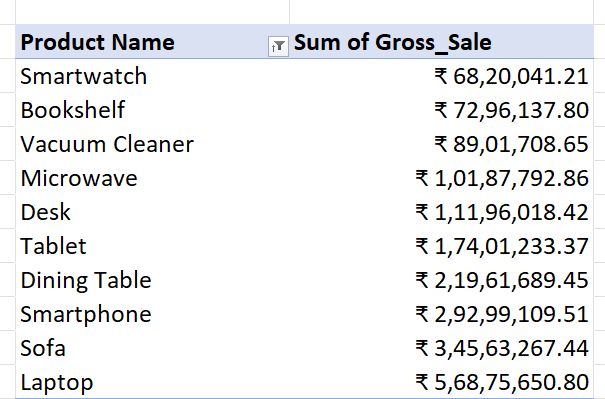 Product Name Sum of Gross_Sale
Smartwatch ₹ 68,20,041.21
Bookshelf ₹ 72,96,137.80
Vacuum Cleaner ₹ 89,01,708.65
Microwave ₹ 1,01,87,792.86
Desk ₹ 1,11,96,018.42
Tablet ₹ 1,74,01,233.37
Dining Table ₹ 2,19,61,689.45
Smartphone ₹ 2,92,99,109.51
Sofa ₹ 3,45,63,267.44
Laptop ₹ 5,68,75,650.80